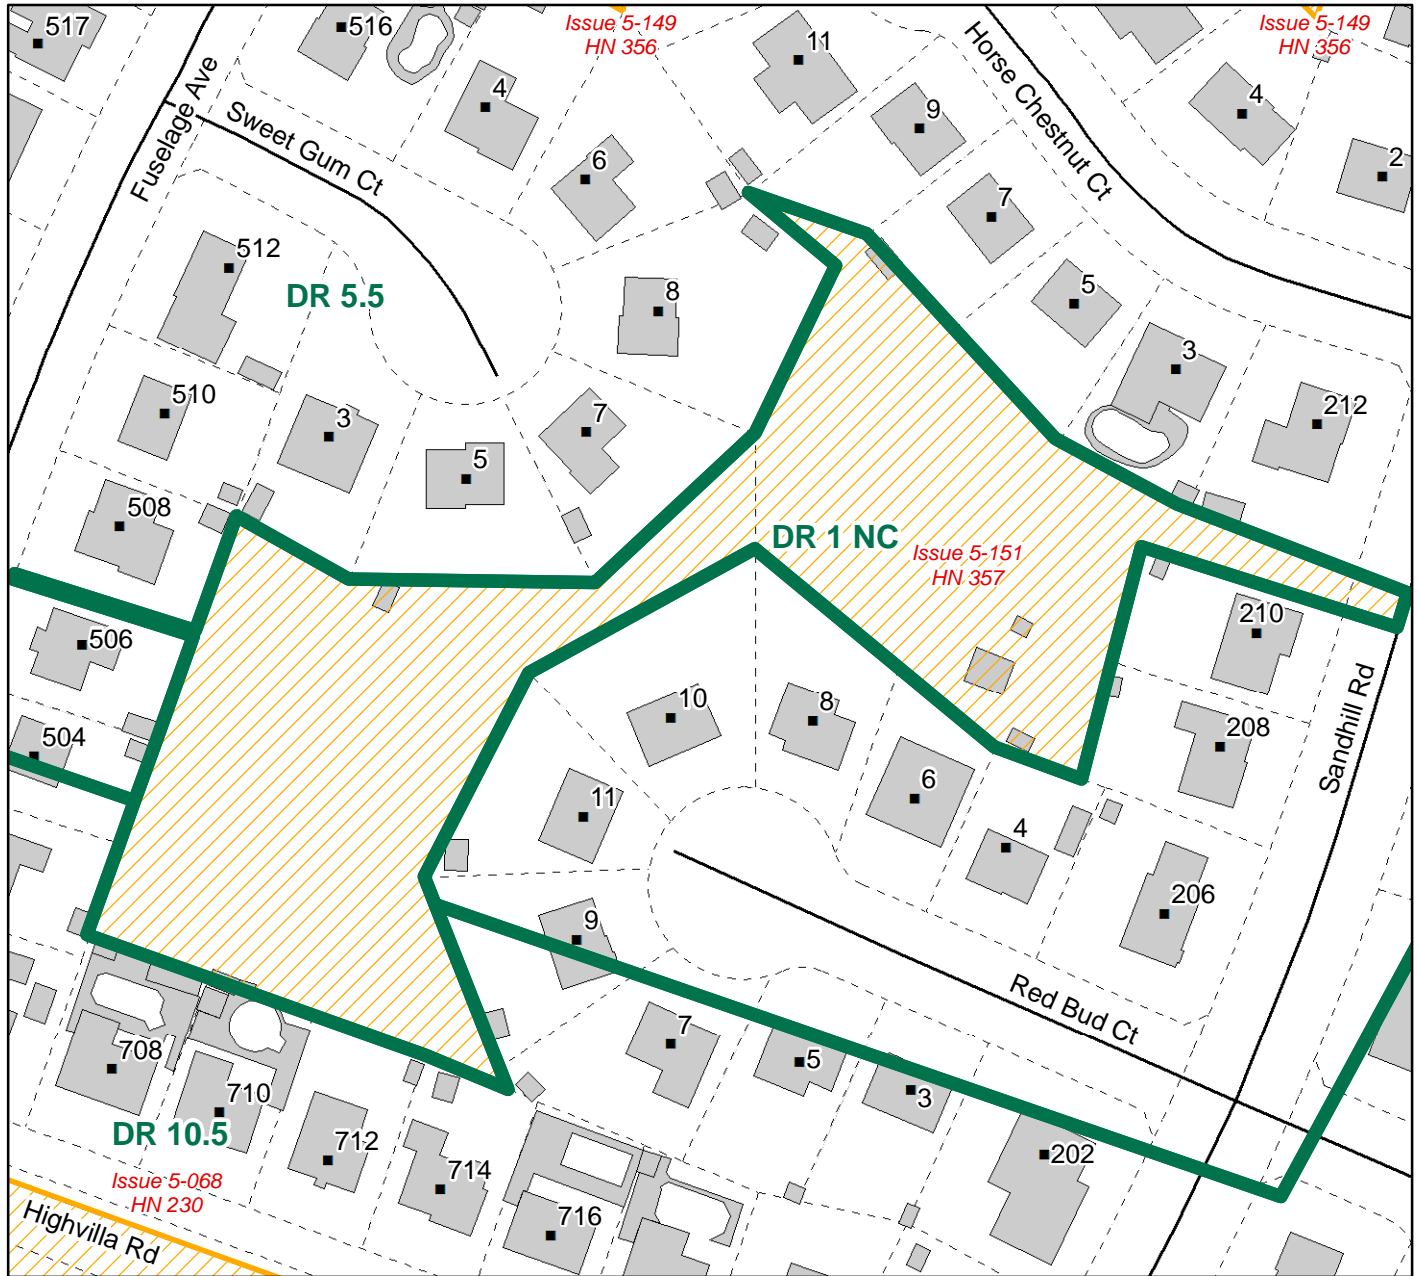 517
516
Issue 5-149
HN 356
11
Issue 5-149
HN 356
Fuselage Ave
Sweet Gum Ct
4
9
Horse Chestnut Ct
4
2
6
7
512
DR 5.5
8
5
3
510
3
7
212
5
508
DR 1 NC
Issue 5-151
HN 357
506
210
504
10
8
208
Sandhill Rd
11
6
4
206
9
Red Bud Ct
708
7
5
3
710
DR 10.5
712
714
202
Issue 5-068
HN 230
Highvilla Rd
716